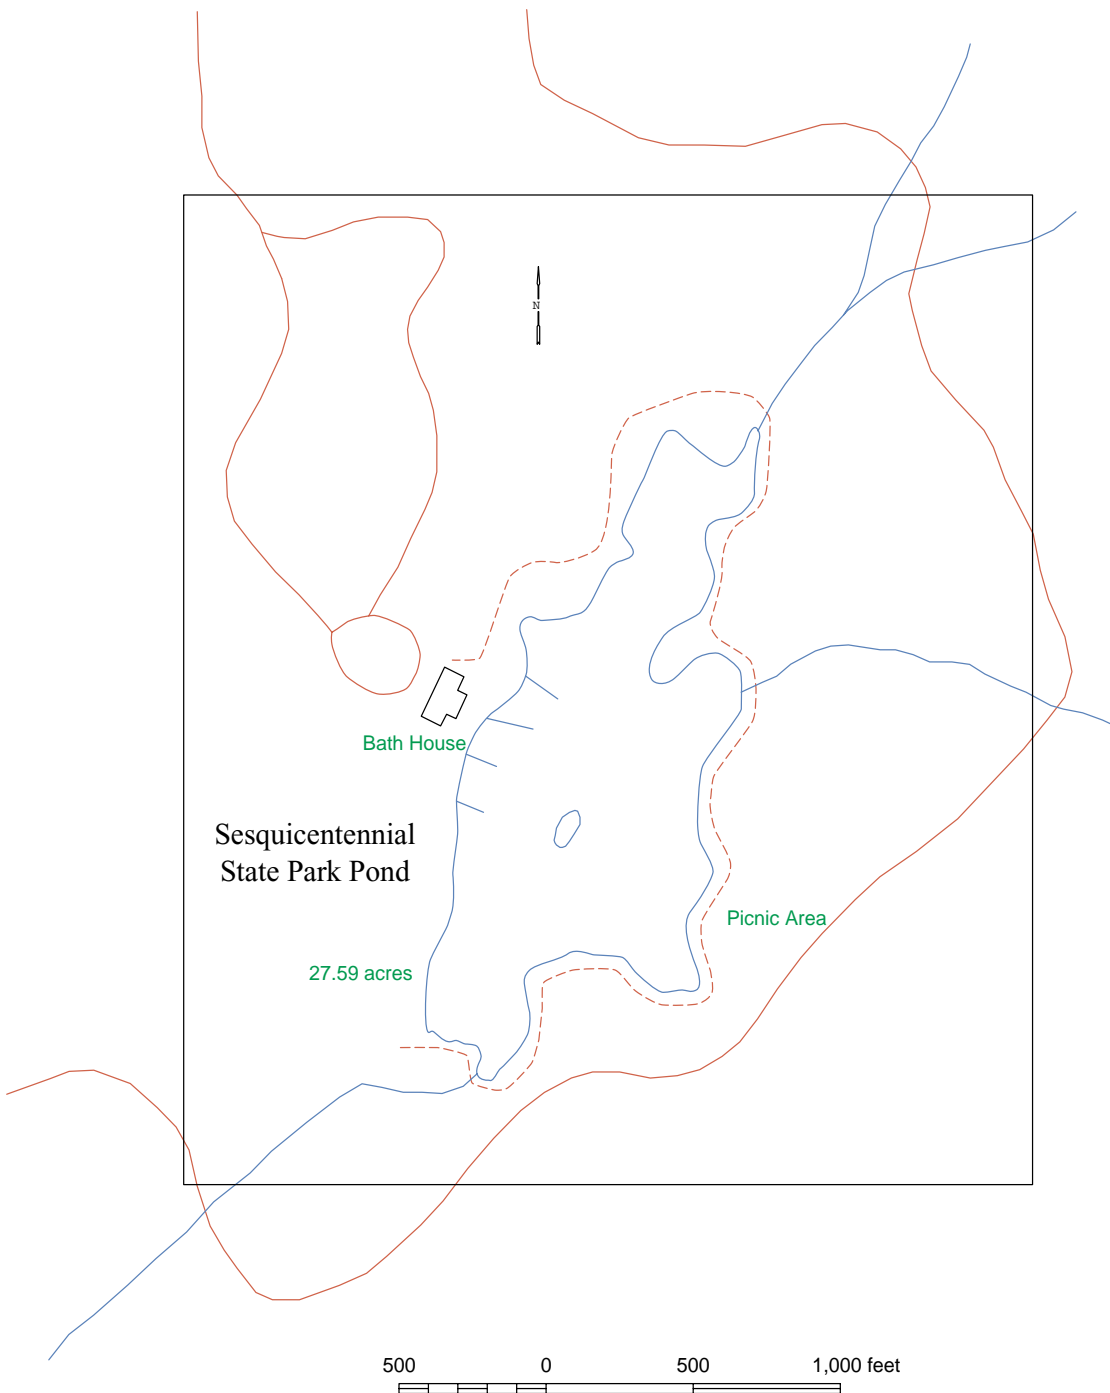 N
Bath House
Sesquicentennial
State Park Pond
Picnic Area
27.59 acres
500 0 500 1,000 feet